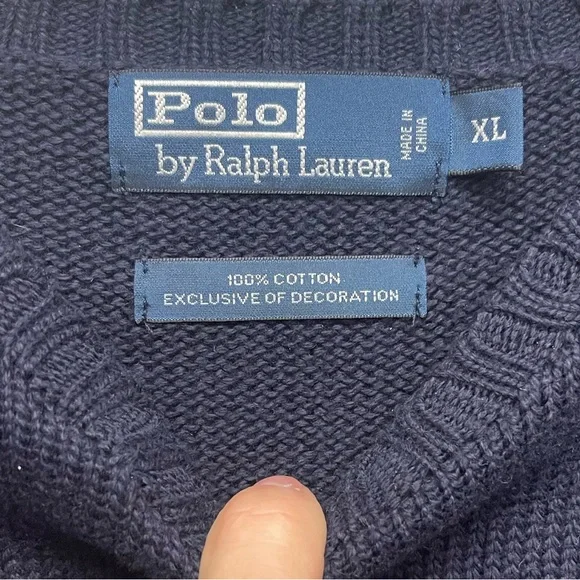 Polo
by Ralph Lauren
MADE IN
CHINA
XL
100% COTTON
EXCLUSIVE OF DECORATION